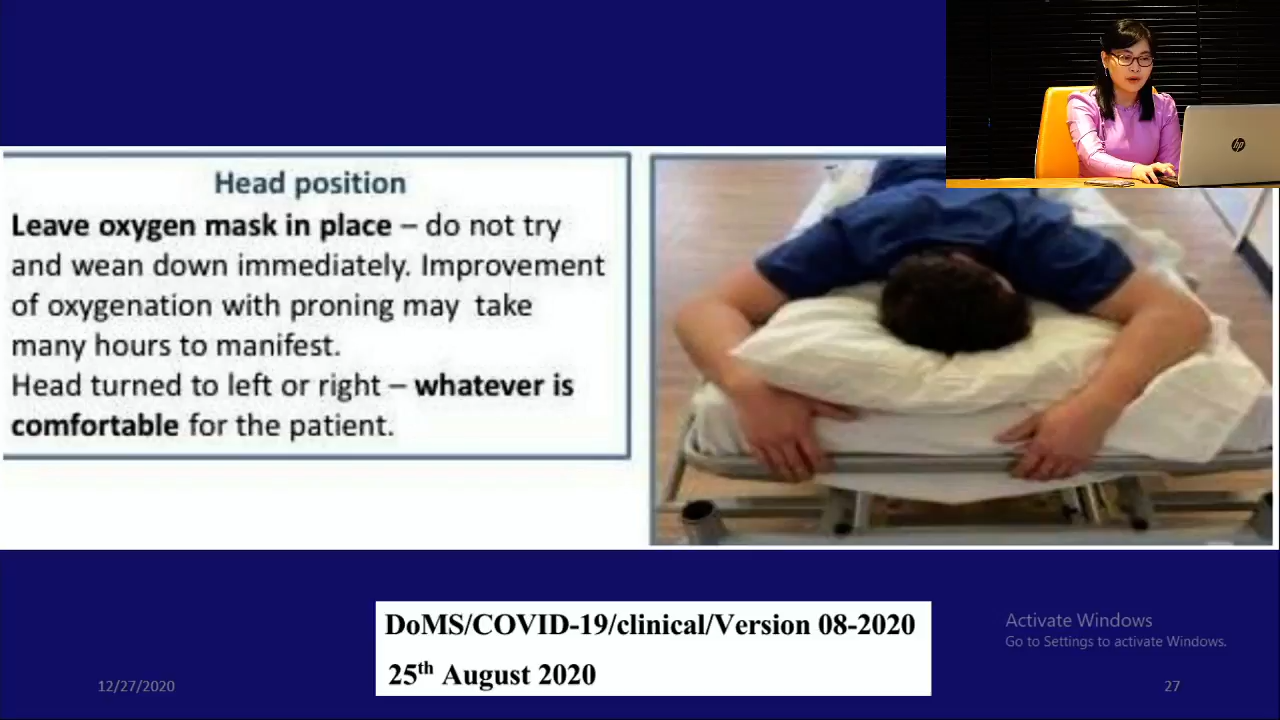 Head position
Leave oxygen mask in place – do not try
and wean down immediately. Improvement
of oxygenation with proning may take
many hours to manifest.
Head turned to left or right – whatever is
comfortable for the patient.
hp
DoMS/COVID-19/clinical/Version 08-2020
25th August 2020
Activate Windows
Go to Settings to activate Windows.
12/27/2020
27